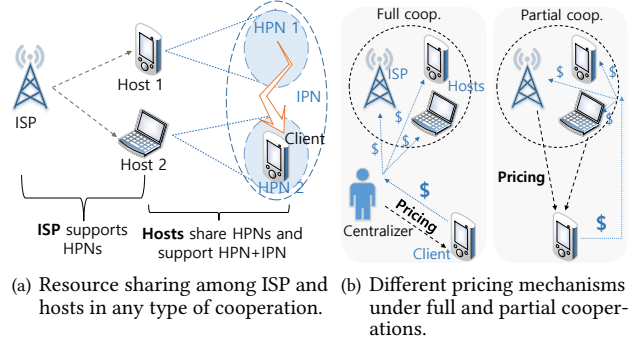 HPN 1
IPN
ISP
Host 1
Host 2
Client
HPN 2
ISP supports
HPNs
Hosts share HPNs and
support HPN+IPN
(a) Resource sharing among ISP and
hosts in any type of cooperation.
Full coop.
ISP
Hosts
$
$
$
$
Pricing
Centralizer
Client
Partial coop.
$
$
$
Pricing
$
(b) Different pricing mechanisms
under full and partial cooper-
ations.